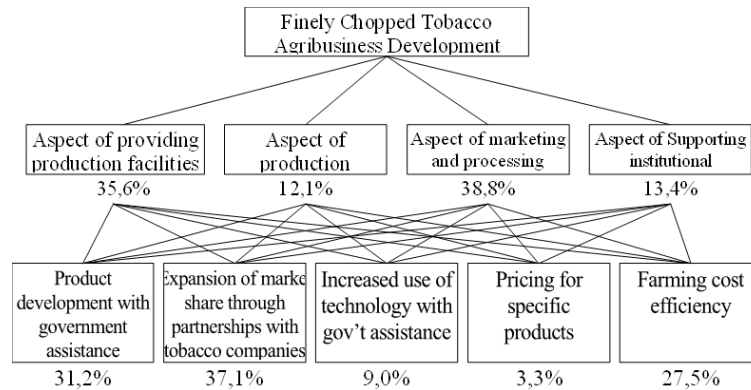 Finely Chopped Tobacco
Agribusiness Development
Aspect of providing
production facilities
35,6%
Aspect of
production
12,1%
Aspect of marketing
and processing
38,8%
Aspect of Supporting
institutional
13,4%
Product
development with
government
assistance
31,2%
Expansion of marke
share through
partnerships with
tobacco companies
37,1%
Increased use of
technology with
gov't assistance
9,0%
Pricing for
specific
products
3,3%
Farming cost
efficiency
27,5%